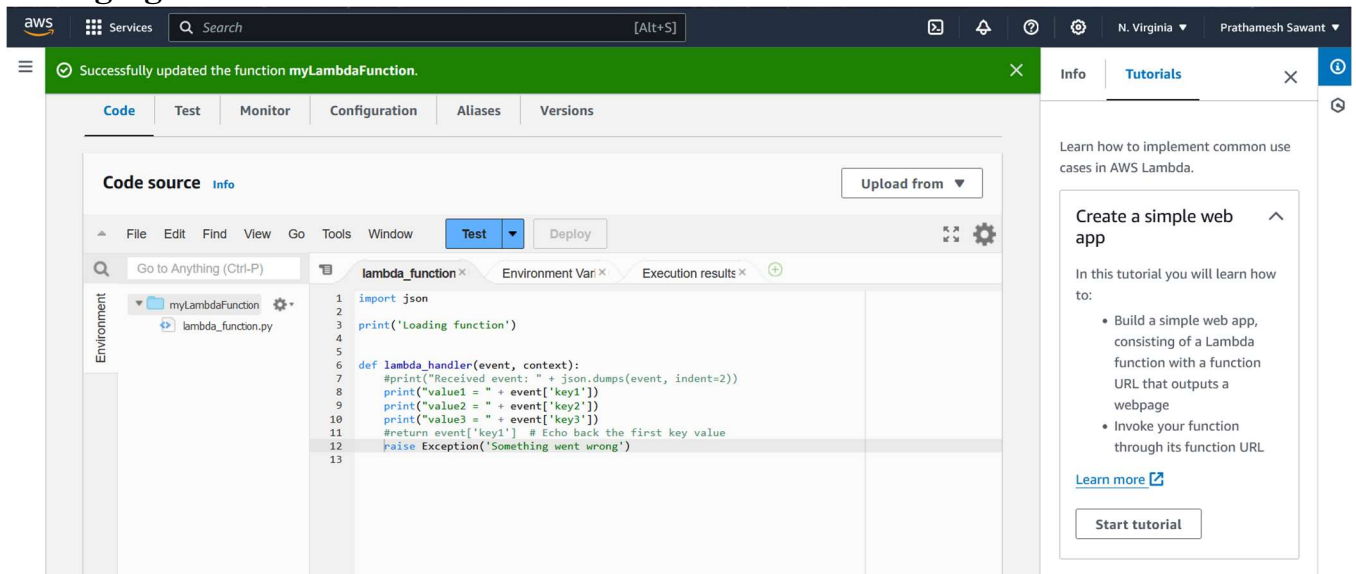 aws
Services
Search
[Alt+S]
N. Virginia ▼
Prathamesh Sawant ▼
Successfully updated the function myLambdaFunction.
Info
Tutorials
Code
Test
Monitor
Configuration
Aliases
Versions
Learn how to implement common use
cases in AWS Lambda.
Code source Info
Upload from ▼
File Edit Find View Go Tools Window
Test
Deploy
Go to Anything (Ctrl-P)
lambda_function ×
Environment Vari ×
Execution results ×
Environment
myLambdaFunction
lambda_function.py
1 import json
2
3 print('Loading function')
4
5
6 def lambda_handler(event, context):
7 #print("Received event: " + json.dumps(event, indent=2))
8 print("value1 = " + event['key1'])
9 print("value2 = " + event['key2'])
10 print("value3 = " + event['key3'])
11 #return event['key1'] # Echo back the first key value
12 raise Exception('Something went wrong')
13
Create a simple web
app
In this tutorial you will learn how
to:
• Build a simple web app,
consisting of a Lambda
function with a function
URL that outputs a
webpage
• Invoke your function
through its function URL
Learn more
Start tutorial